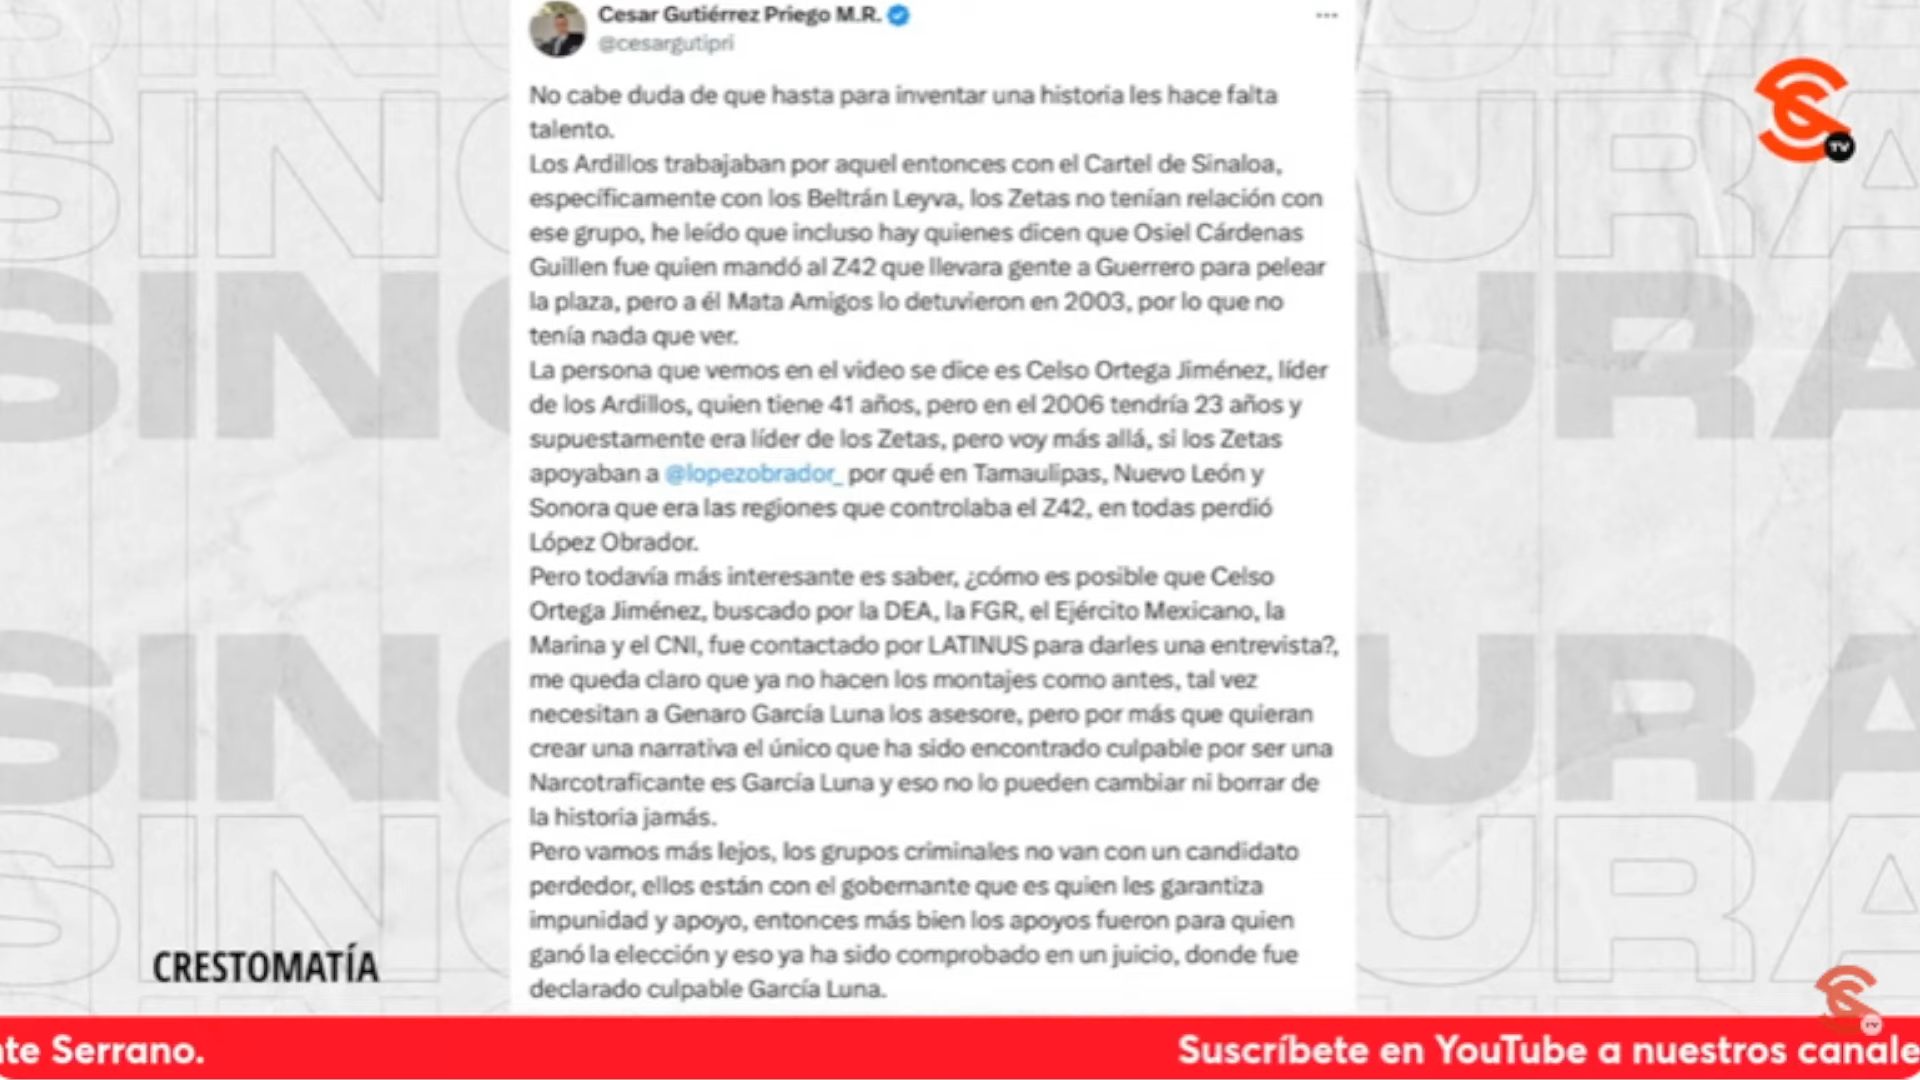 Cesar Gutiérrez Priego M.R.
@cesargutipri
No cabe duda de que hasta para inventar una historia les hace falta
talento.
Los Ardillos trabajaban por aquel entonces con el Cartel de Sinaloa,
específicamente con los Beltrán Leyva, los Zetas no tenían relación con
ese grupo, he leído que incluso hay quienes dicen que Osiel Cárdenas
Guillen fue quien mandó al Z42 que llevara gente a Guerrero para pelear
la plaza, pero a él Mata Amigos lo detuvieron en 2003, por lo que no
tenía nada que ver.
La persona que vemos en el video se dice es Celso Ortega Jiménez, líder
de los Ardillos, quien tiene 41 años, pero en el 2006 tendría 23 años y
supuestamente era líder de los Zetas, pero voy más allá, si los Zetas
apoyaban a @lopezobrador_ por qué en Tamaulipas, Nuevo León y
Sonora que era las regiones que controlaba el Z42, en todas perdió
López Obrador.
Pero todavía más interesante es saber, ¿cómo es posible que Celso
Ortega Jiménez, buscado por la DEA, la FGR, el Ejército Mexicano, la
Marina y el CNI, fue contactado por LATINUS para darles una entrevista?,
me queda claro que ya no hacen los montajes como antes, tal vez
necesitan a Genaro García Luna los asesore, pero por más que quieran
crear una narrativa el único que ha sido encontrado culpable por ser una
Narcotraficante es García Luna y eso no lo pueden cambiar ni borrar de
la historia jamás.
Pero vamos más lejos, los grupos criminales no van con un candidato
perdedor, ellos están con el gobernante que es quien les garantiza
impunidad y apoyo, entonces más bien los apoyos fueron para quien
ganó la elección y eso ya ha sido comprobado en un juicio, donde fue
declarado culpable García Luna.
TV
CRESTOMATÍA
nte Serrano.
Suscríbete en YouTube a nuestros canale